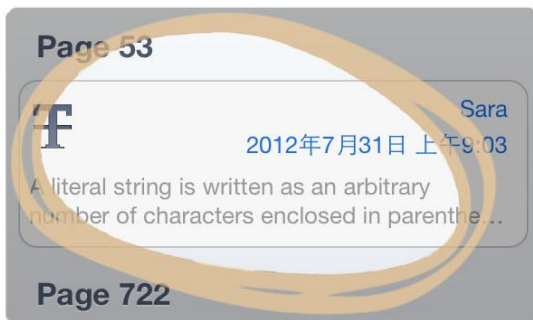 Page 53
Sara
2012年7月31日 上午9:03
A literal string is written as an arbitrary
number of characters enclosed in parenthe...
Page 722